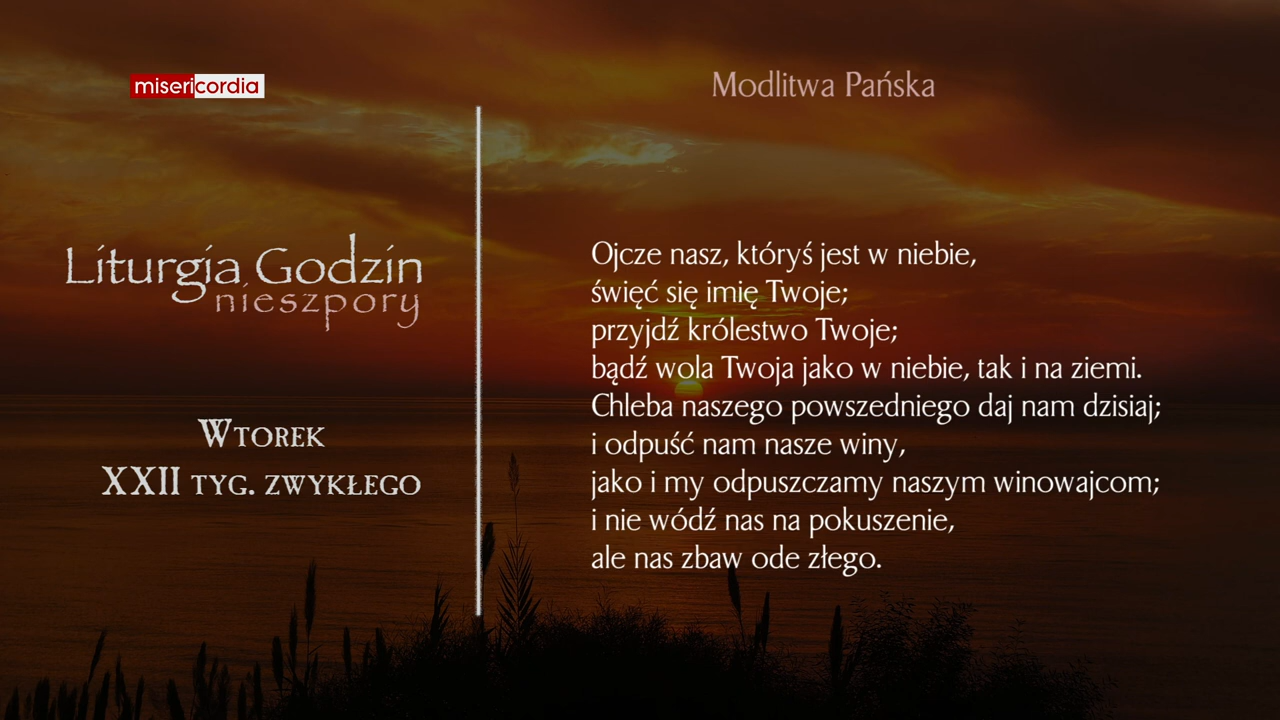 misericordia
Liturgia Godzin
nieszpory
Wtorek
XXII tyg. zwykłego
Modlitwa Pańska
Ojcze nasz, któryś jest w niebie,
święć się imię Twoje;
przyjdź królestwo Twoje;
bądź wola Twoja jako w niebie, tak i na ziemi.
Chleba naszego powszedniego daj nam dzisiaj;
i odpuść nam nasze winy,
jako i my odpuszczamy naszym winowajcom;
i nie wódź nas na pokuszenie,
ale nas zbaw ode złego.